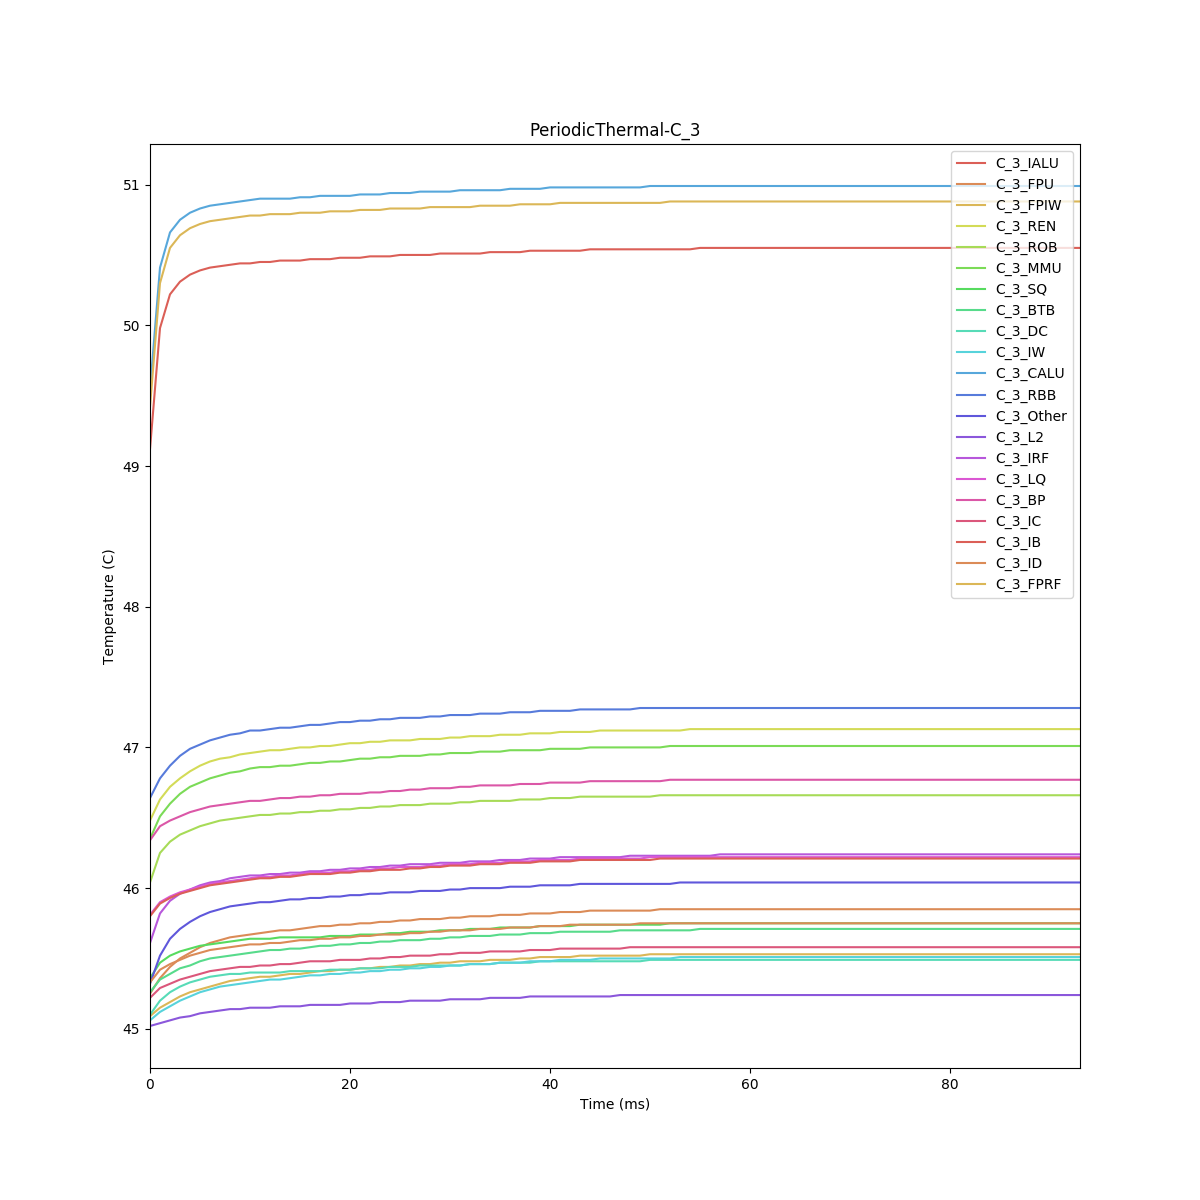 PeriodicThermal-C_3
C_3_IALU
C_3_FPU
C_3_FPIW
C_3_REN
C_3_ROB
C_3_MMU
C_3_SQ
C_3_BTB
C_3_DC
C_3_IW
C_3_CALU
C_3_RBB
C_3_Other
C_3_L2
C_3_IRF
C_3_LQ
C_3_BP
C_3_IC
C_3_IB
C_3_ID
C_3_FPRF
51
50
49
48
47
46
45
Temperature (C)
0 20 40 60 80
Time (ms)